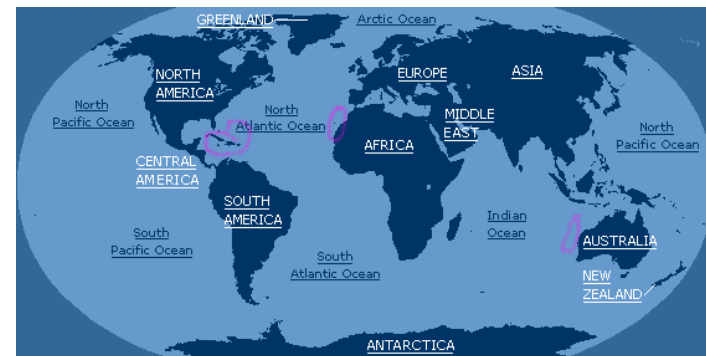 GREENLAND
Arctic Ocean
NORTH
AMERICA
EUROPE
ASIA
North
Pacific Ocean
North
Atlantic Ocean
MIDDLE
EAST
AFRICA
North
Pacific Ocean
CENTRAL
AMERICA
SOUTH
AMERICA
Indian
Ocean
South
Pacific Ocean
AUSTRALIA
South
Atlantic Ocean
NEW
ZEALAND
ANTARCTICA